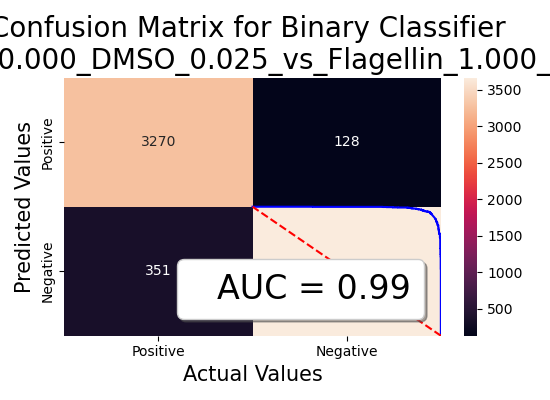 Confusion Matrix for Binary Classifier
0.000_DMSO_0.025_vs_Flagellin_1.000_
Predicted Values
Positive
Negative
3270
128
351
AUC = 0.99
Positive
Negative
Actual Values
3500
3000
2500
2000
1500
1000
500